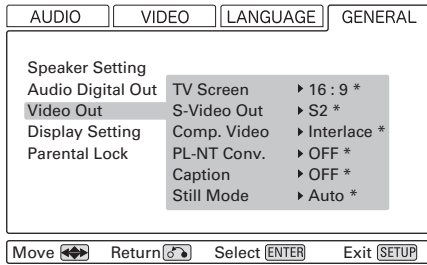 AUDIO VIDEO LANGUAGE GENERAL
Speaker Setting
Audio Digital Out TV Screen 16 : 9 *
Video Out S-Video Out S2 *
Display Setting Comp. Video Interlace *
Parental Lock PL-NT Conv. OFF *
Caption OFF *
Still Mode Auto *
Move Return Select ENTER Exit SETUP